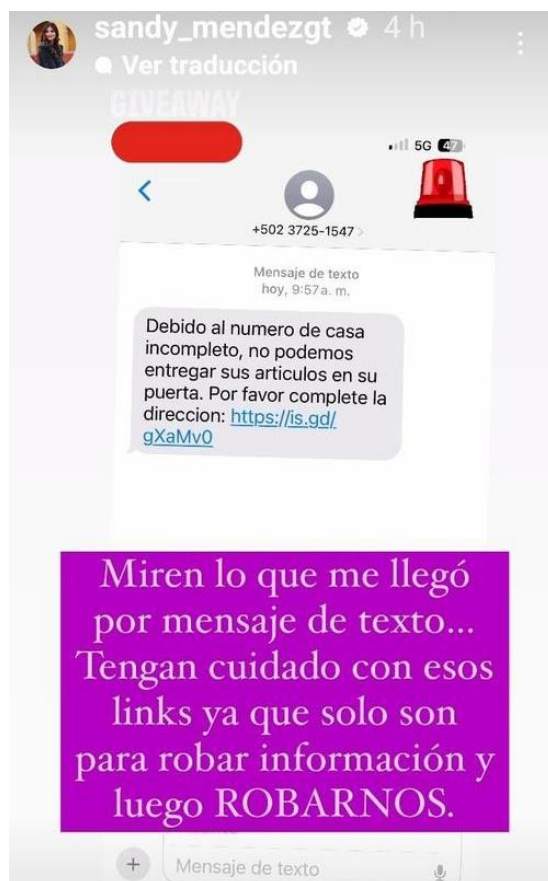 sandy_mendezgt 4 h
Ver traducción
GIVEAWAY
5G 47
+502 3725-1547
Mensaje de texto
hoy, 9:57 a. m.
Debido al numero de casa
incompleto, no podemos
entregar sus articulos en su
puerta. Por favor complete la
direccion: https://is.gd/
gXaMv0
Miren lo que me llegó
por mensaje de texto...
Tengan cuidado con esos
links ya que solo son
para robar información y
luego ROBARNOS.
Mensaje de texto